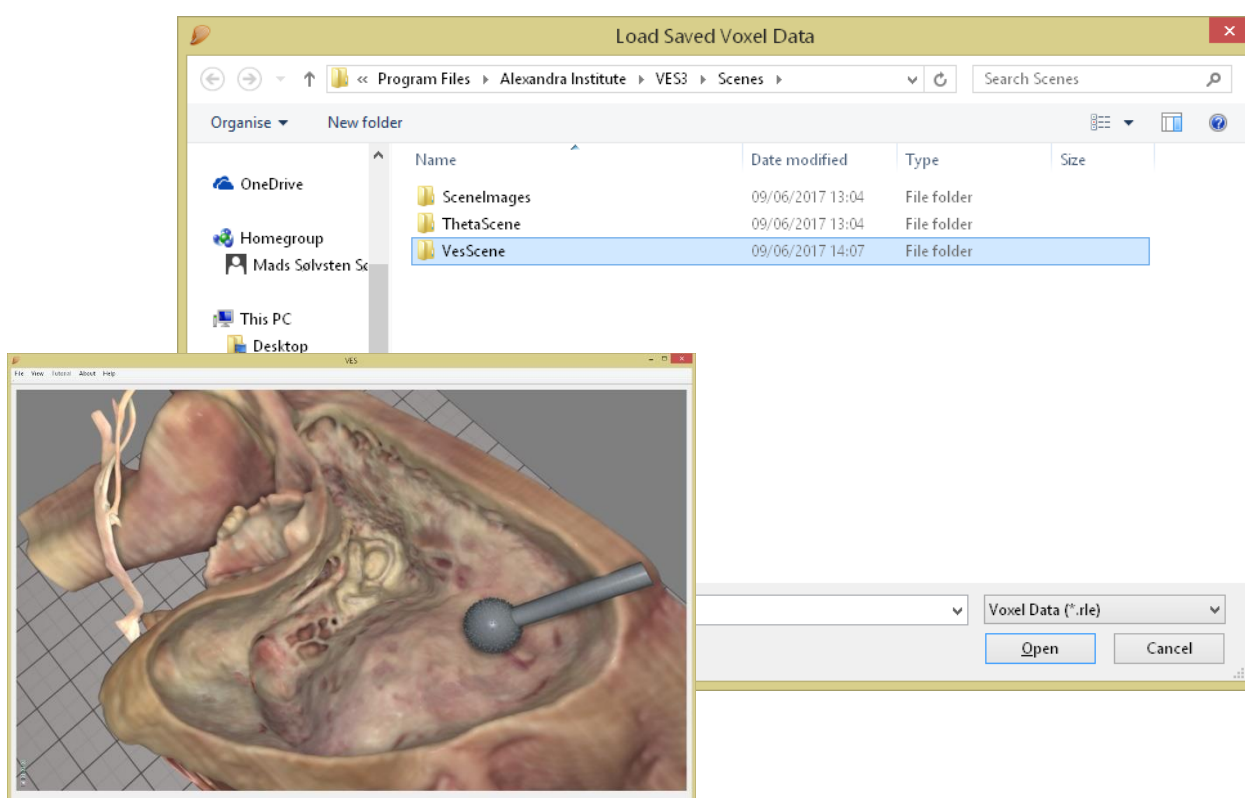 Load Saved Voxel Data
« Program Files Alexandra Institute VES3 Scenes
Search Scenes
Organise New folder
Name Date modified Type Size
OneDrive
Homegroup
Mads Sølvsten Sø
This PC
Desktop
SceneImages 09/06/2017 13:04 File folder
ThetaScene 09/06/2017 13:04 File folder
VesScene 09/06/2017 14:07 File folder
Voxel Data (*.rle)
Open Cancel
VES
File View Tutorial About Help